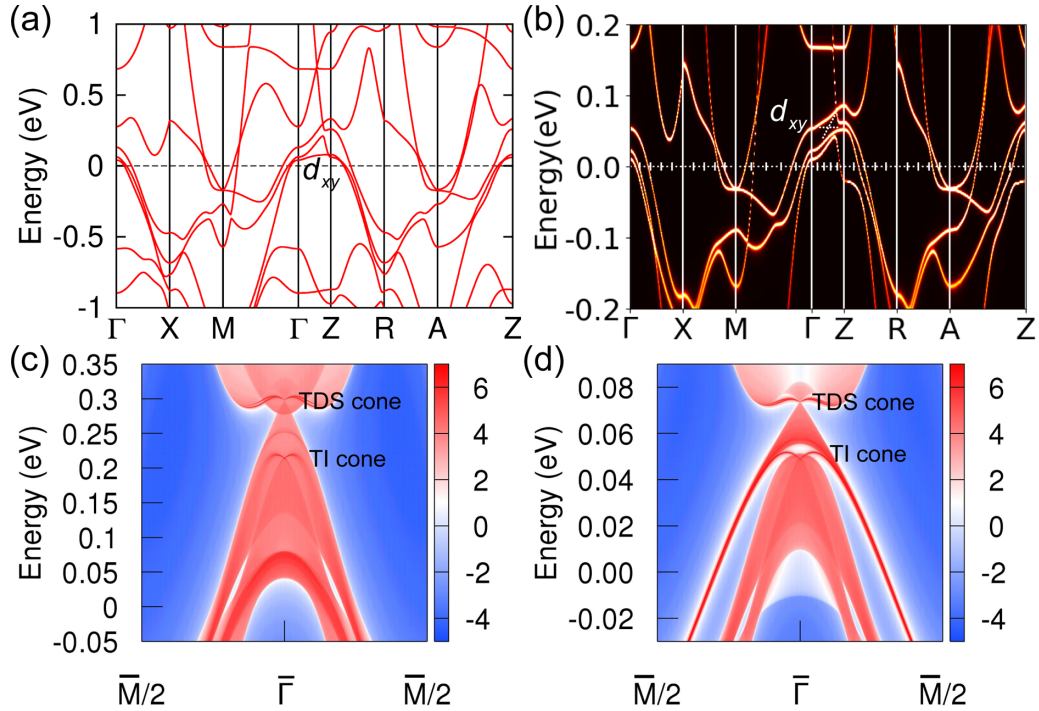 (a)
Energy (eV)
1
0.5
0
-0.5
-1
d_xy
Γ X M Γ Z R A Z
(b)
Energy(eV)
0.2
0.1
0.0
-0.1
-0.2
d_xy
Γ X M Γ Z R A Z
(c)
Energy (eV)
0.35
0.3
0.25
0.2
0.15
0.1
0.05
0
-0.05
TDS cone
TI cone
6
4
2
0
-2
-4
M̅/2 Γ̅ M̅/2
(d)
Energy (eV)
0.08
0.06
0.04
0.02
0.00
-0.02
TDS cone
TI cone
6
4
2
0
-2
-4
M̅/2 Γ̅ M̅/2